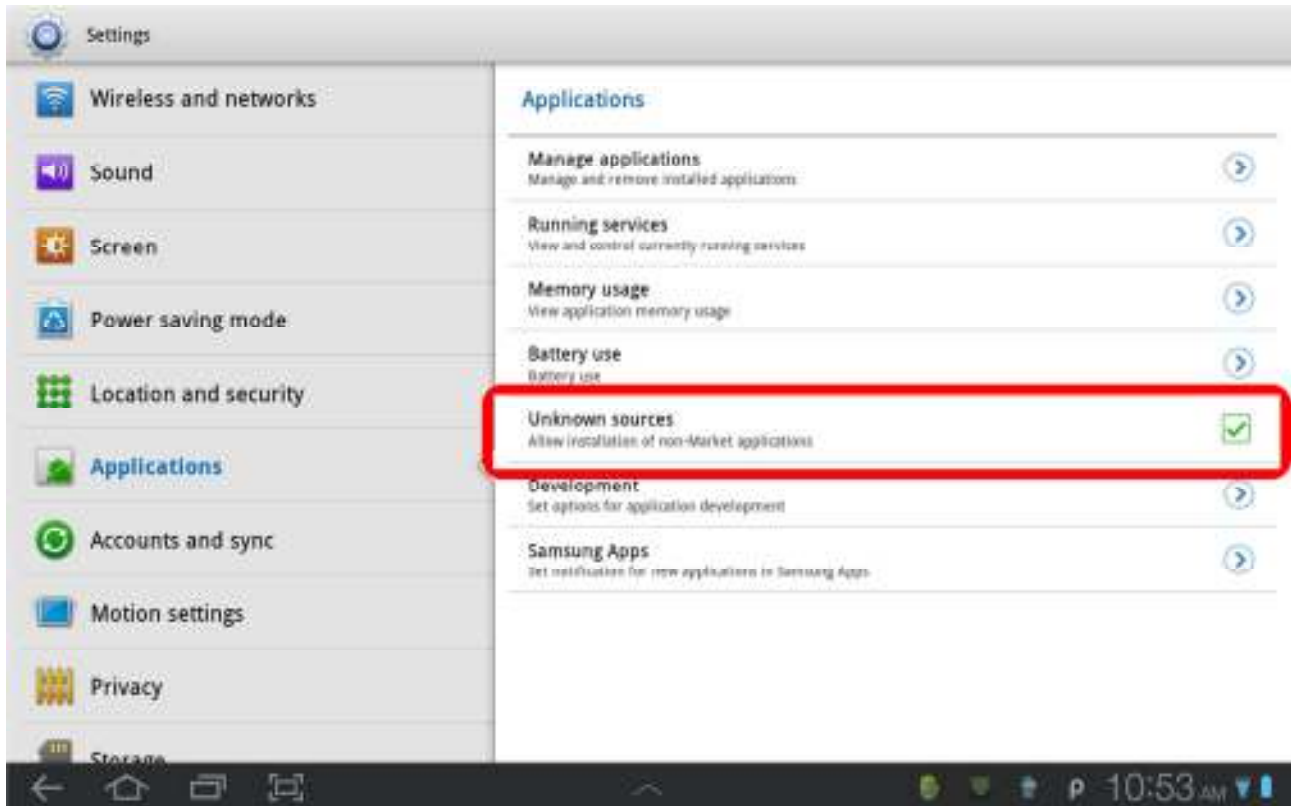 Settings
Wireless and networks
Sound
Screen
Power saving mode
Location and security
Applications
Accounts and sync
Motion settings
Privacy
Storage
Applications
Manage applications
Manage and remove installed applications
Running services
View and control currently running services
Memory usage
View application memory usage
Battery use
Battery use
Unknown sources
Allow installation of non-Market applications
Development
Set options for application development
Samsung Apps
Set notification for new applications in Samsung Apps
10:53 AM